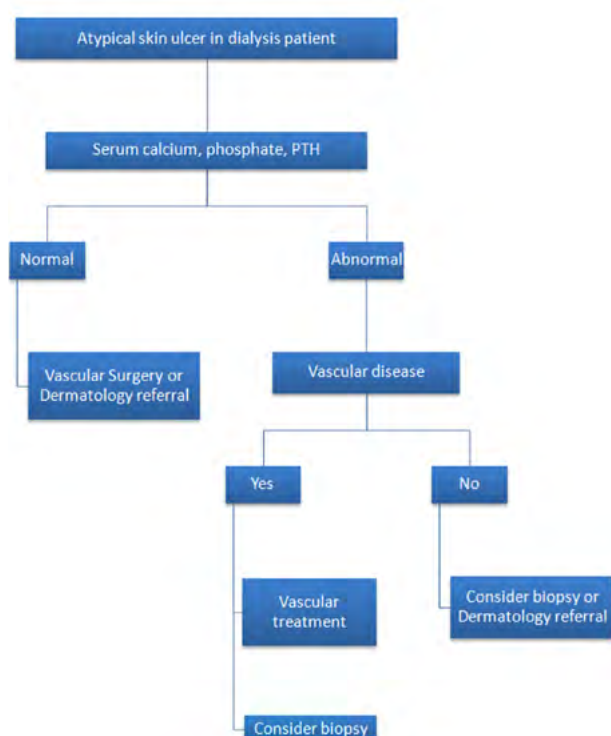 Atypical skin ulcer in dialysis patient
Serum calcium, phosphate, PTH
Normal
Abnormal
Vascular Surgery or
Dermatology referral
Vascular disease
Yes
No
Vascular
treatment
Consider biopsy or
Dermatology referral
Consider biopsy